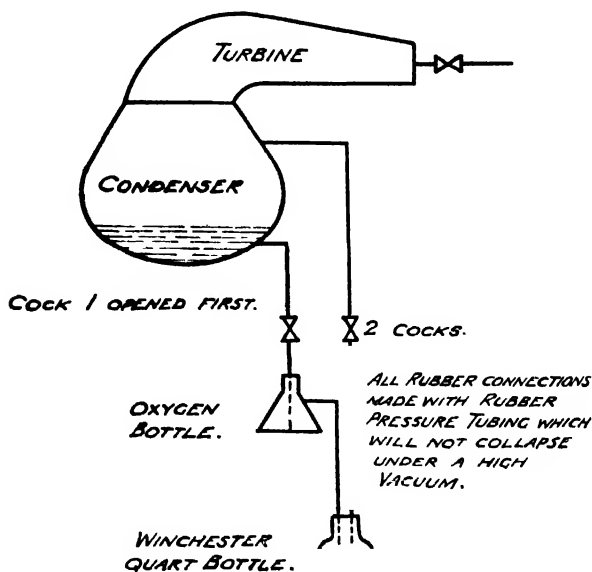 TURBINE
CONDENSER
COCK 1 OPENED FIRST.
2 COCKS.
ALL RUBBER CONNECTIONS
MADE WITH RUBBER
PRESSURE TUBING WHICH
WILL NOT COLLAPSE
UNDER A HIGH
VACUUM.
OXYGEN
BOTTLE.
WINCHESTER
QUART BOTTLE.